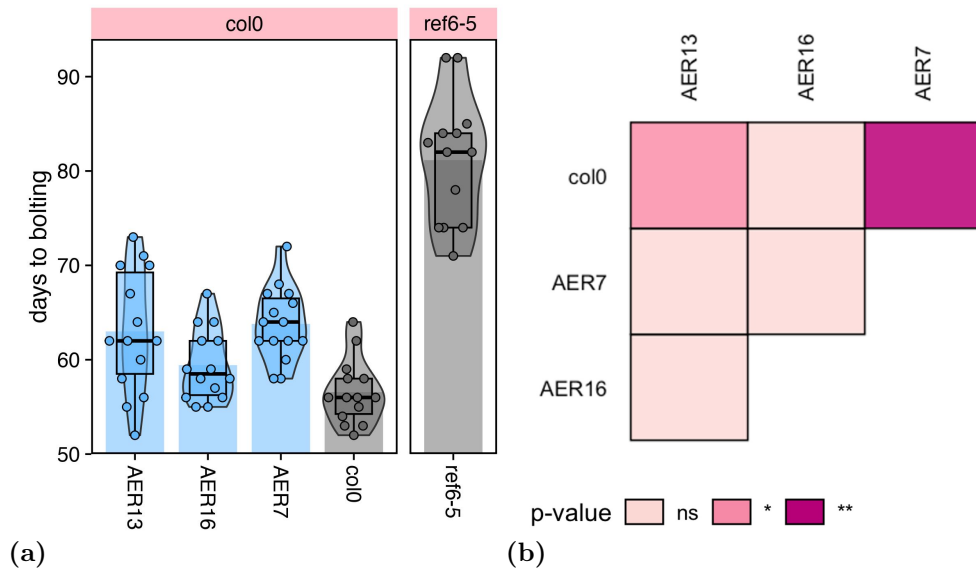 col0 ref6-5
days to bolting
90
80
70
60
50
AER13 AER16 AER7 col0 ref6-5
(a)
AER13 AER16 AER7
col0
AER7
AER16
p-value ns * **
(b)